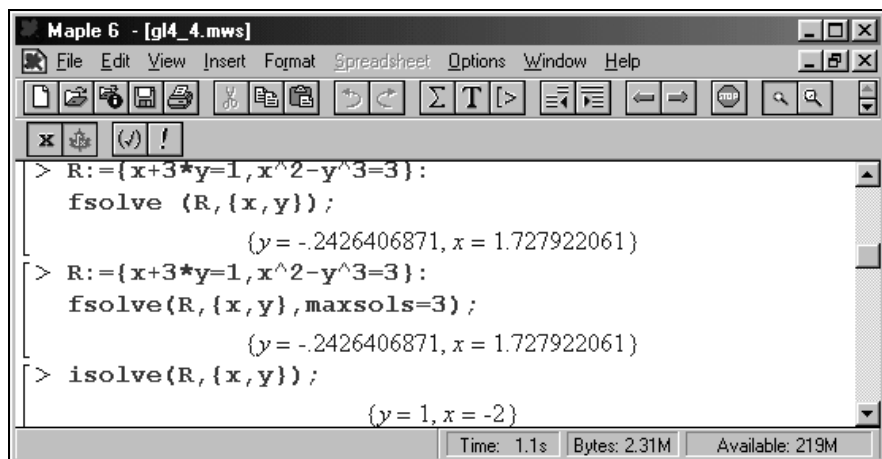 Maple 6 - [gl4_4.mws]
File Edit View Insert Format Spreadsheet Options Window Help
Σ T [> STOP
x (√) !
> R:={x+3*y=1,x^2-y^3=3}:
fsolve (R,{x,y});
{y = -.2426406871, x = 1.727922061}
> R:={x+3*y=1,x^2-y^3=3}:
fsolve(R,{x,y},maxsols=3);
{y = -.2426406871, x = 1.727922061}
> isolve(R,{x,y});
{y = 1, x = -2}
Time: 1.1s Bytes: 2.31M Available: 219M